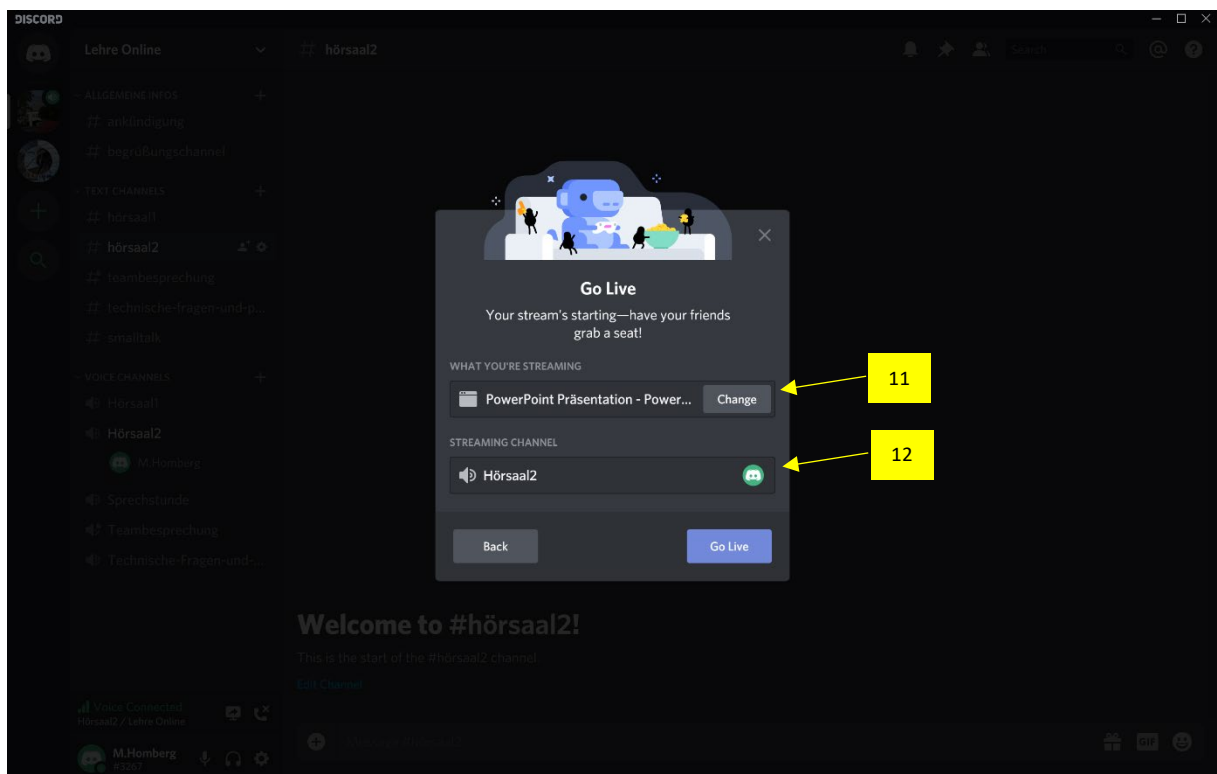 DISCORD
Lehre Online
hörsaal2
Search
ALLGEMEINE INFOS
ankündigung
begrüßungschannel
TEXT CHANNELS
hörsaal1
hörsaal2
teambesprechung
technische-fragen-und-p...
smalltalk
VOICE CHANNELS
Hörsaal1
Hörsaal2
M.Homberg
Sprechstunde
Teambesprechung
Technische-Fragen-und-...
Voice Connected
Hörsaal2 / Lehre Online
M.Homberg
#3267
Go Live
Your stream's starting—have your friends
grab a seat!
WHAT YOU'RE STREAMING
PowerPoint Präsentation - Power...
Change
11
STREAMING CHANNEL
Hörsaal2
12
Back
Go Live
Welcome to #hörsaal2!
This is the start of the #hörsaal2 channel.
Edit Channel
GIF